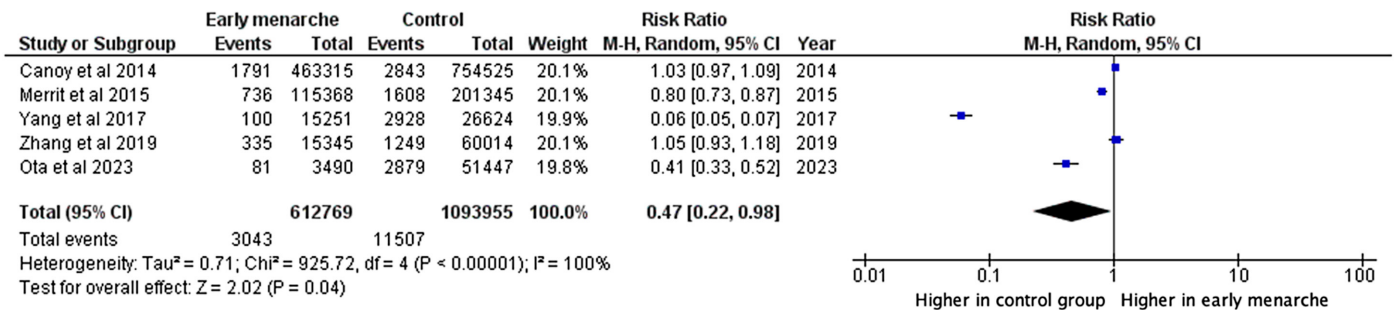 Early menarche Control Risk Ratio Risk Ratio
Study or Subgroup Events Total Events Total Weight M-H, Random, 95% CI Year M-H, Random, 95% CI
Canoy et al 2014 1791 463315 2843 754525 20.1% 1.03 [0.97, 1.09] 2014
Merrit et al 2015 736 115368 1608 201345 20.1% 0.80 [0.73, 0.87] 2015
Yang et al 2017 100 15251 2928 26624 19.9% 0.06 [0.05, 0.07] 2017
Zhang et al 2019 335 15345 1249 60014 20.1% 1.05 [0.93, 1.18] 2019
Ota et al 2023 81 3490 2879 51447 19.8% 0.41 [0.33, 0.52] 2023
Total (95% CI) 612769 1093955 100.0% 0.47 [0.22, 0.98]
Total events 3043 11507
Heterogeneity: Tau² = 0.71; Chi² = 925.72, df = 4 (P < 0.00001); I² = 100%
Test for overall effect: Z = 2.02 (P = 0.04)
0.01 0.1 1 10 100
Higher in control group Higher in early menarche